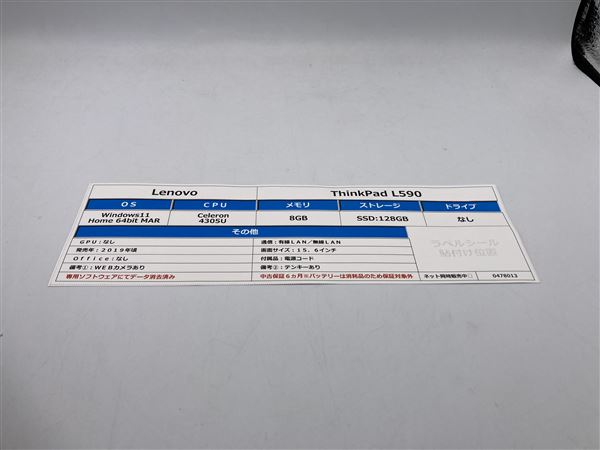 Lenovo ThinkPad L590
OS CPU メモリ ストレージ ドライブ
Windows11 Home 64bit MAR Celeron 4305U 8GB SSD:128GB なし
その他
GPU:なし 通信:有線LAN/無線LAN
発売年:2019年頃 画面サイズ:15.6インチ
Office:なし 付属品:電源コード
備考①:WEBカメラあり 備考②:テンキーあり
専用ソフトウェアにてデータ消去済み 中古保証6ヵ月※バッテリーは消耗品のため保証対象外 ネット同時販売中□ 0478013
ラベルシール
貼付け位置